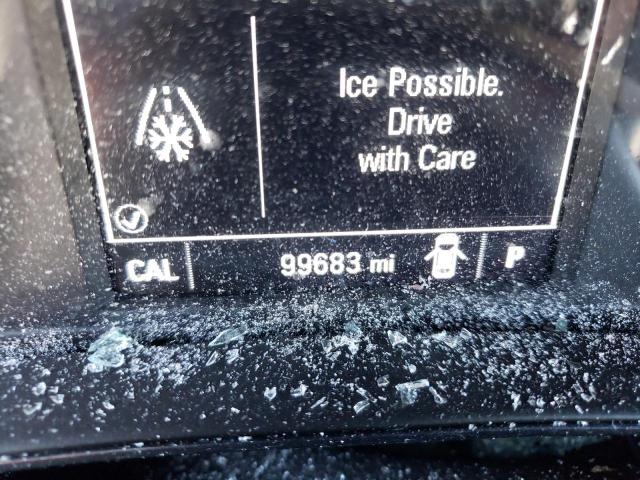 Ice Possible.
Drive
with Care
CAL 99683 mi P